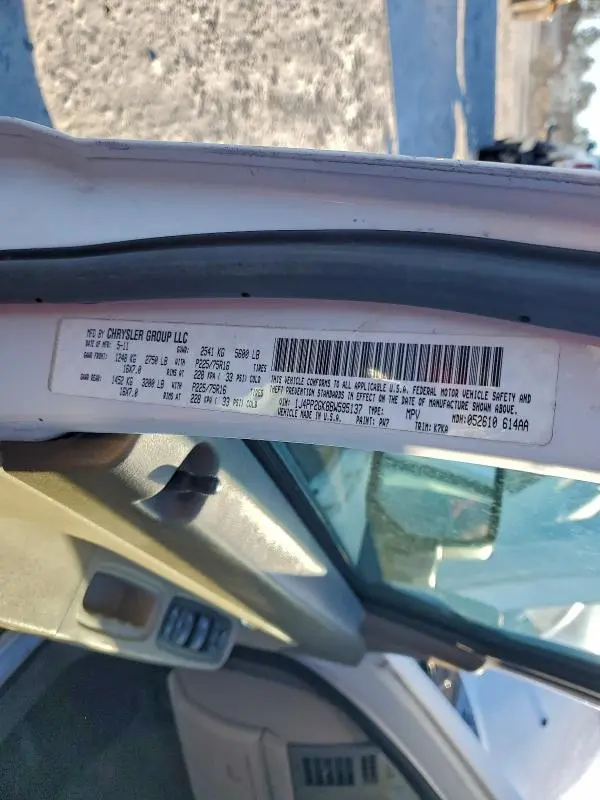 MFD BY CHRYSLER GROUP LLC
DATE OF MFR: 5-11 GVWR: 2541 KG 5600 LB
GAWR FRONT: 1248 KG 2750 LB WITH P225/75R16 TIRES
16X7.0 RIMS AT 228 KPA ( 33 PSI) COLD
GAWR REAR: 1452 KG 3200 LB WITH P225/75R16 TIRES
16X7.0 RIMS AT 228 KPA ( 33 PSI) COLD
THIS VEHICLE CONFORMS TO ALL APPLICABLE U.S.A. FEDERAL MOTOR VEHICLE SAFETY AND
THEFT PREVENTION STANDARDS IN EFFECT ON THE DATE OF MANUFACTURE SHOWN ABOVE.
VIN: 1J4PP2GK8BW595137 TYPE: MPV MDH: 052610 614AA
VEHICLE MADE IN U.S.A. PAINT: PW7 TRIM: K7KA